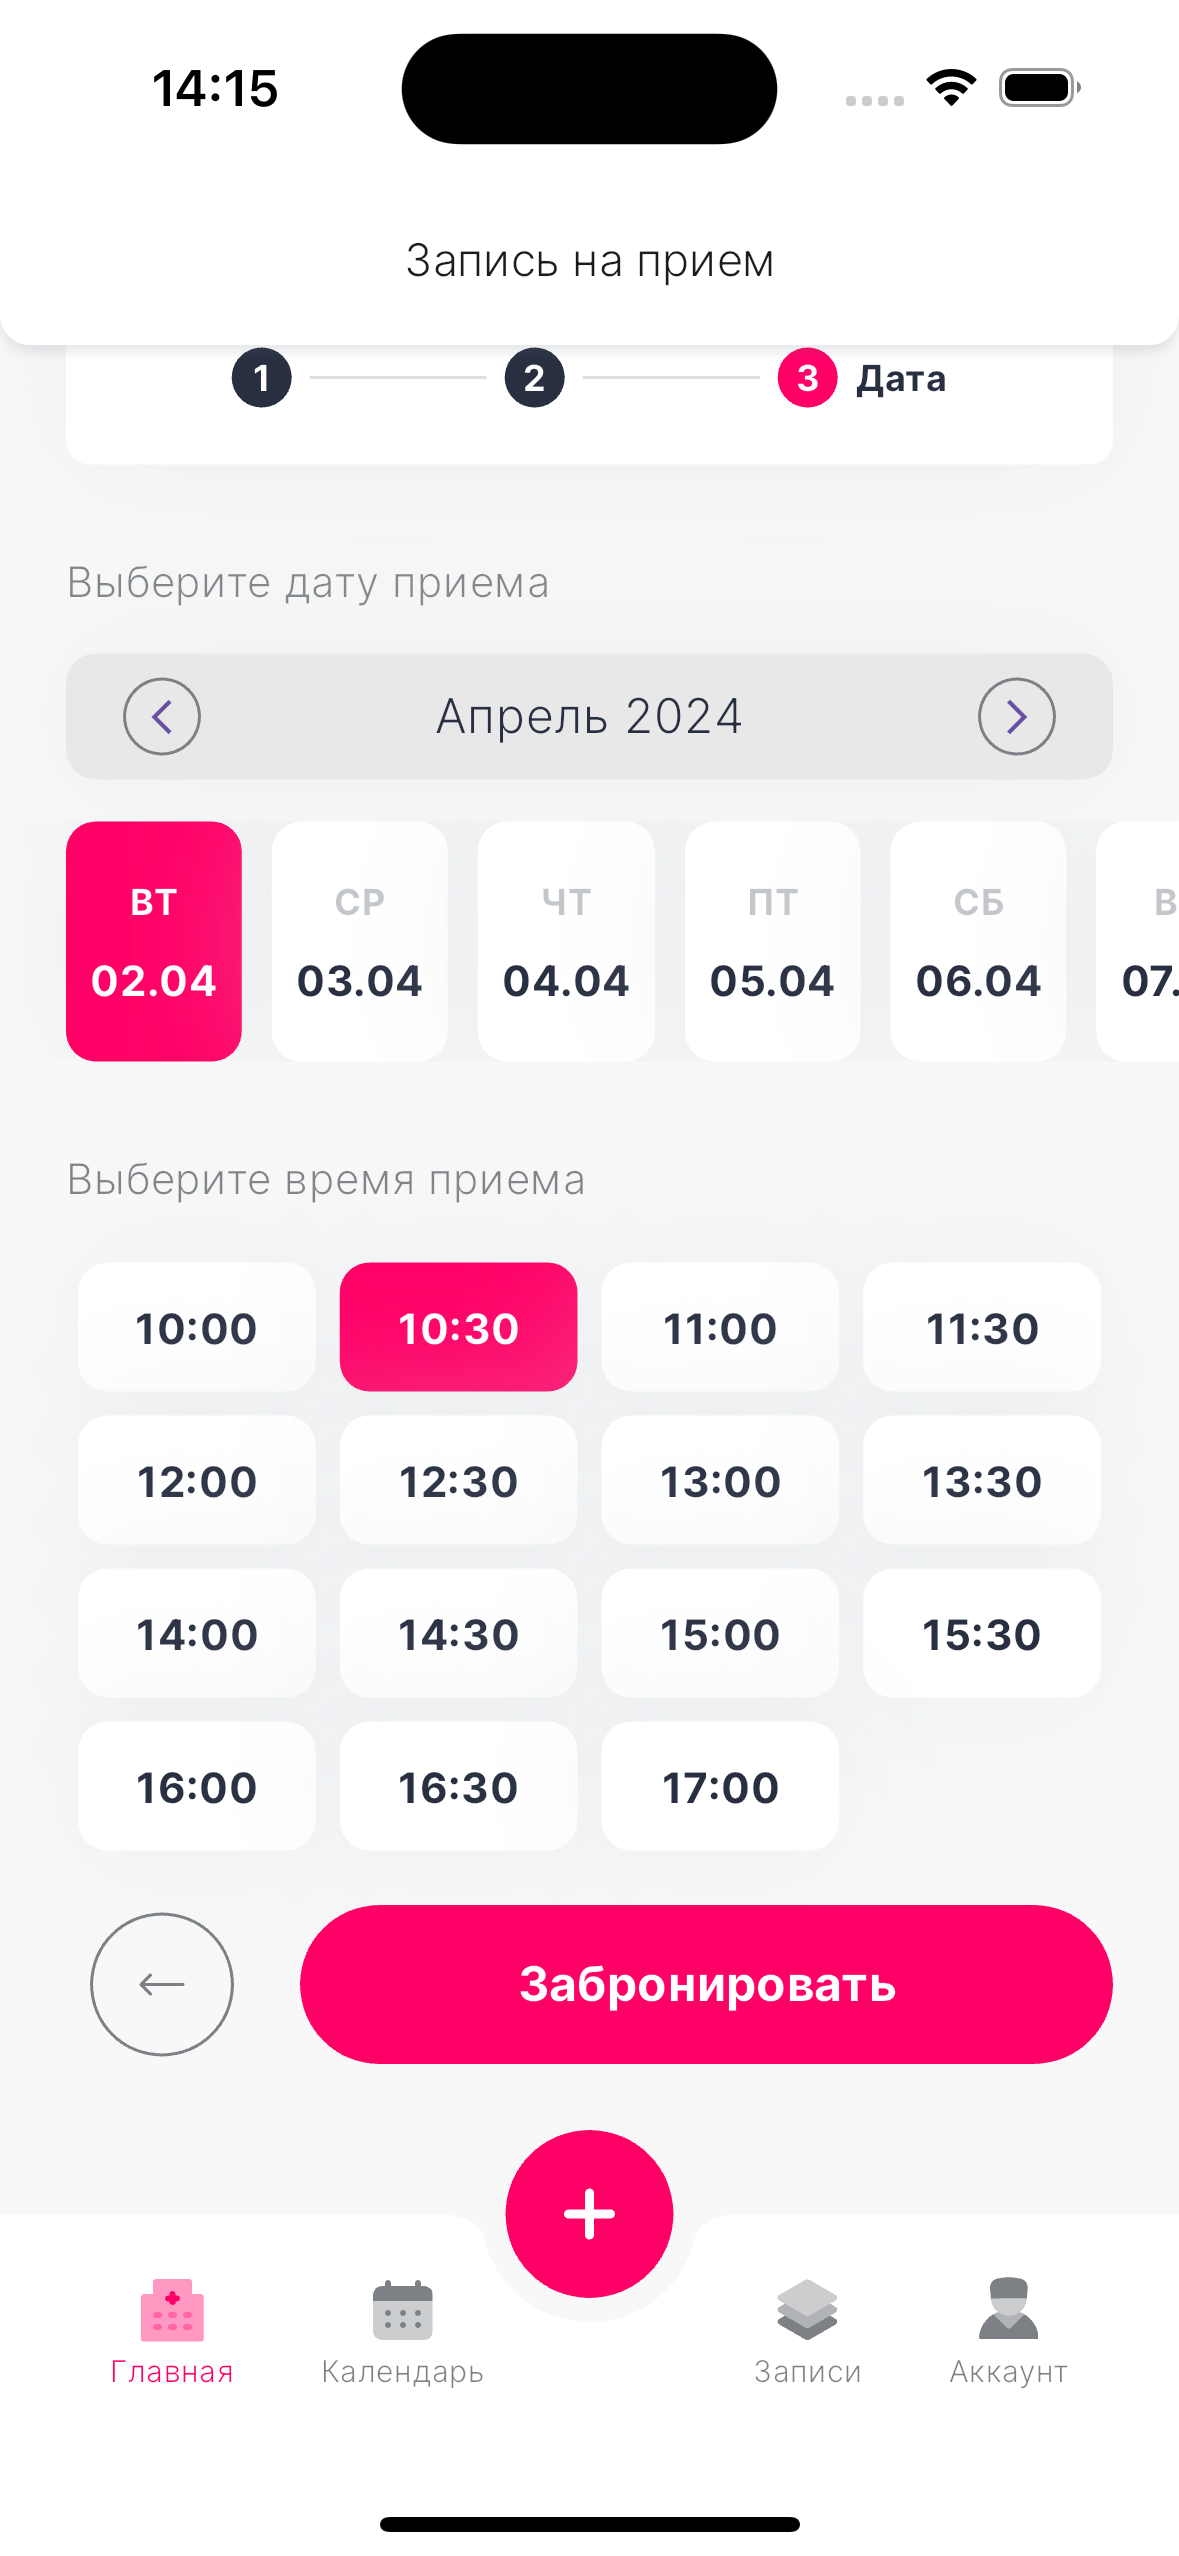 14:15
Запись на прием
1 2 3 Дата
Выберите дату приема
Апрель 2024
ВТ СР ЧТ ПТ СБ В
02.04 03.04 04.04 05.04 06.04 07.
Выберите время приема
10:00 10:30 11:00 11:30
12:00 12:30 13:00 13:30
14:00 14:30 15:00 15:30
16:00 16:30 17:00
Забронировать
Главная Календарь Записи Аккаунт